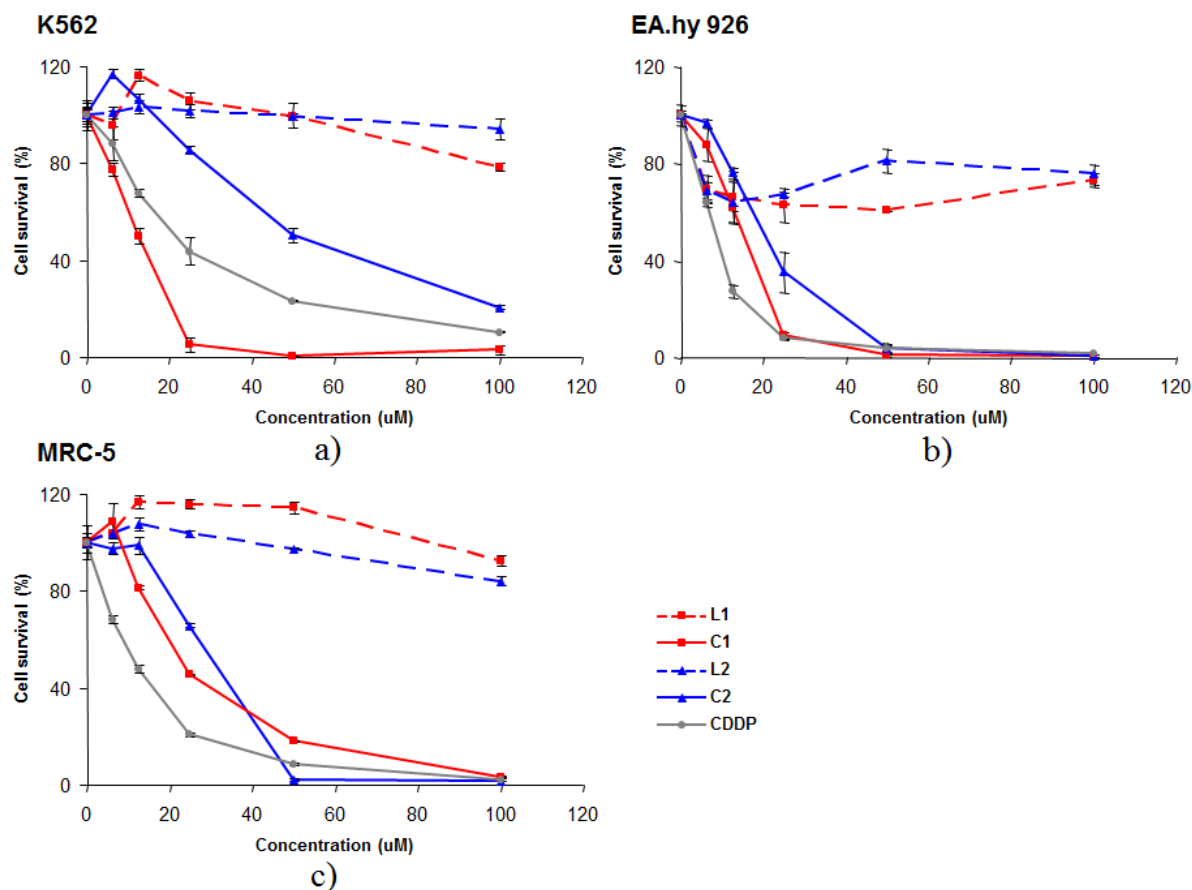 K562
120
80
40
0
Cell survival (%)
0 20 40 60 80 100 120
Concentration (uM)
a)
EA.hy 926
120
80
40
0
Cell survival (%)
0 20 40 60 80 100 120
Concentration (uM)
b)
MRC-5
120
80
40
0
Cell survival (%)
0 20 40 60 80 100 120
Concentration (uM)
c)
L1
C1
L2
C2
CDDP